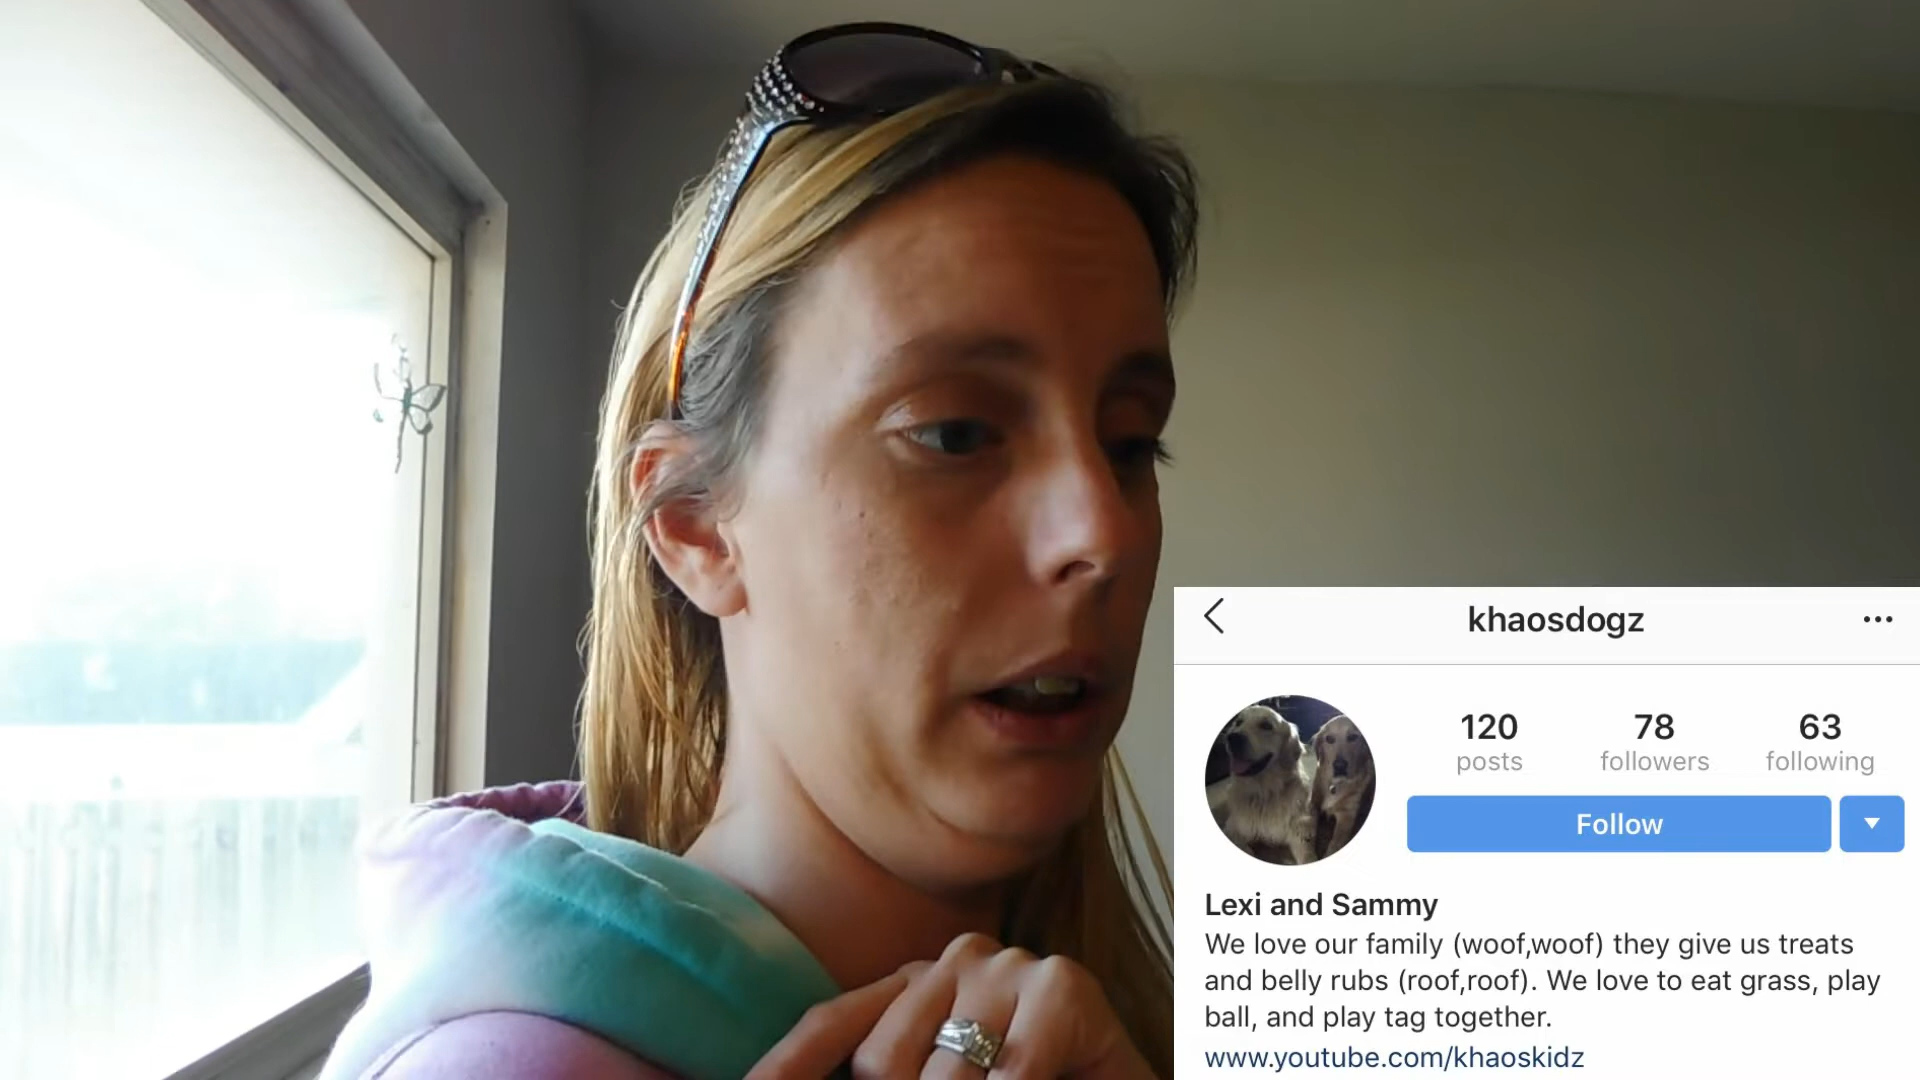 khaosdogz
120 78 63
posts followers following
Follow
Lexi and Sammy
We love our family (woof,woof) they give us treats
and belly rubs (roof,roof). We love to eat grass, play
ball, and play tag together.
www.youtube.com/khaoskidz